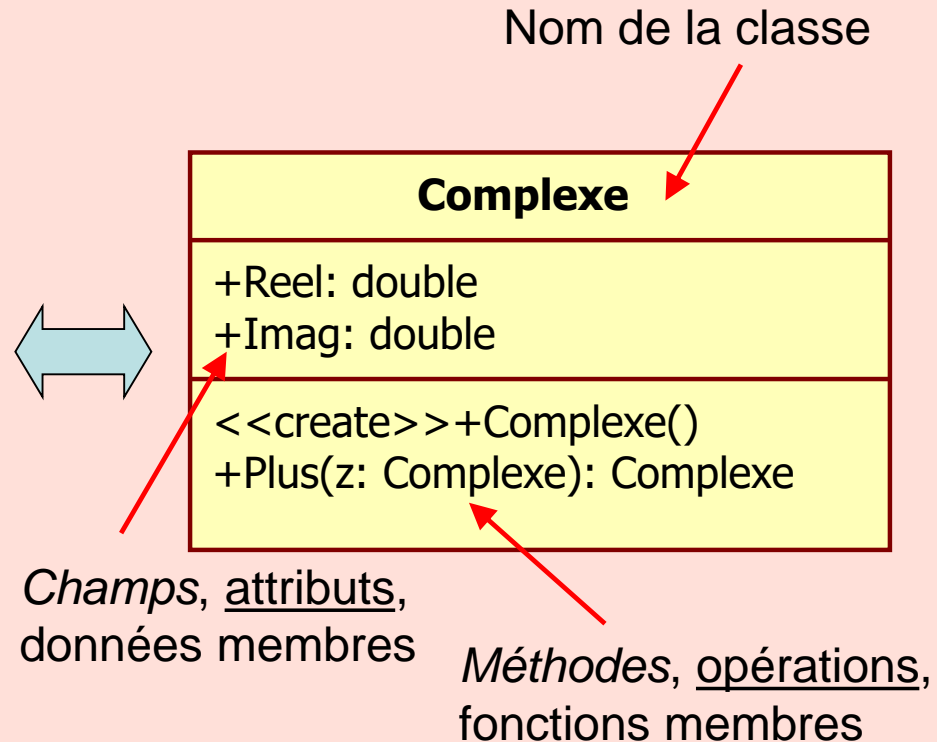 Nom de la classe
Complexe
+Reel: double
+Imag: double
<<create>>+Complexe()
+Plus(z: Complexe): Complexe
Champs, attributs,
données membres
Méthodes, opérations,
fonctions membres